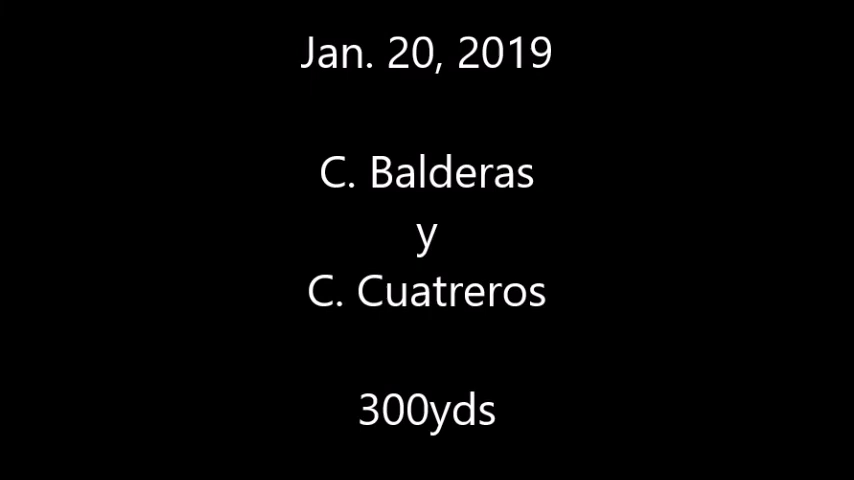 Jan. 20, 2019
C. Balderas
y
C. Cuatreros
300yds